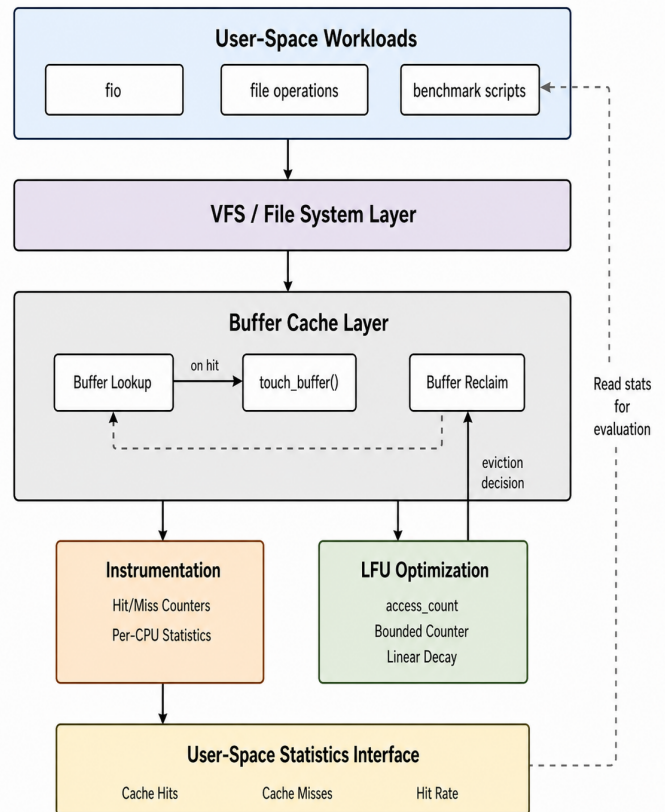 User-Space Workloads
fio
file operations
benchmark scripts
VFS / File System Layer
Buffer Cache Layer
Buffer Lookup
on hit
touch_buffer()
Buffer Reclaim
Read stats
for
evaluation
eviction
decision
Instrumentation
Hit/Miss Counters
Per-CPU Statistics
LFU Optimization
access_count
Bounded Counter
Linear Decay
User-Space Statistics Interface
Cache Hits
Cache Misses
Hit Rate